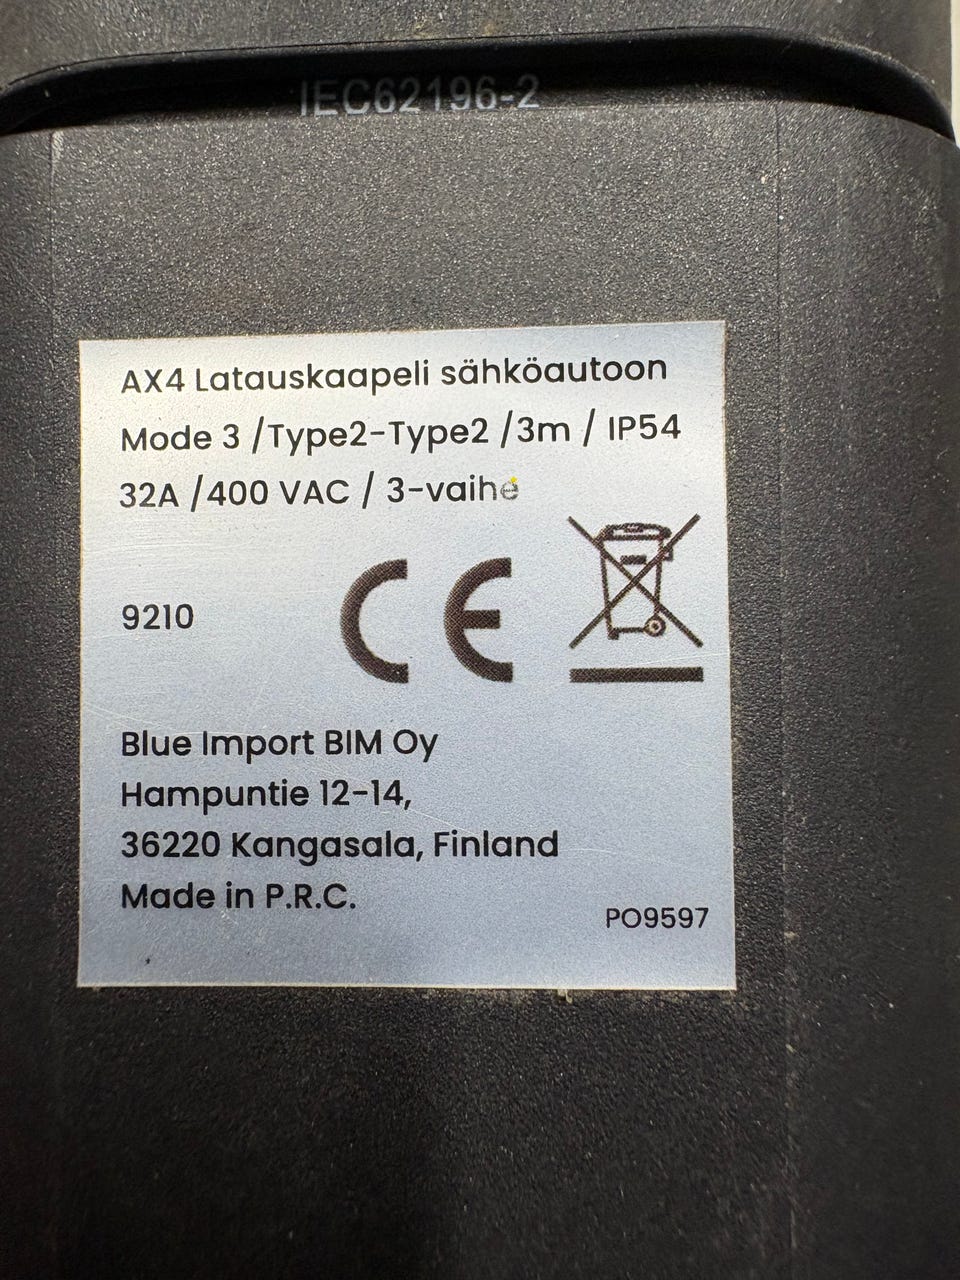 IEC62196-2
AX4 Latauskaapeli sähköautoon
Mode 3 /Type2-Type2 /3m / IP54
32A /400 VAC / 3-vaihe
9210
CE
Blue Import BIM Oy
Hampuntie 12-14,
36220 Kangasala, Finland
Made in P.R.C.
PO9597